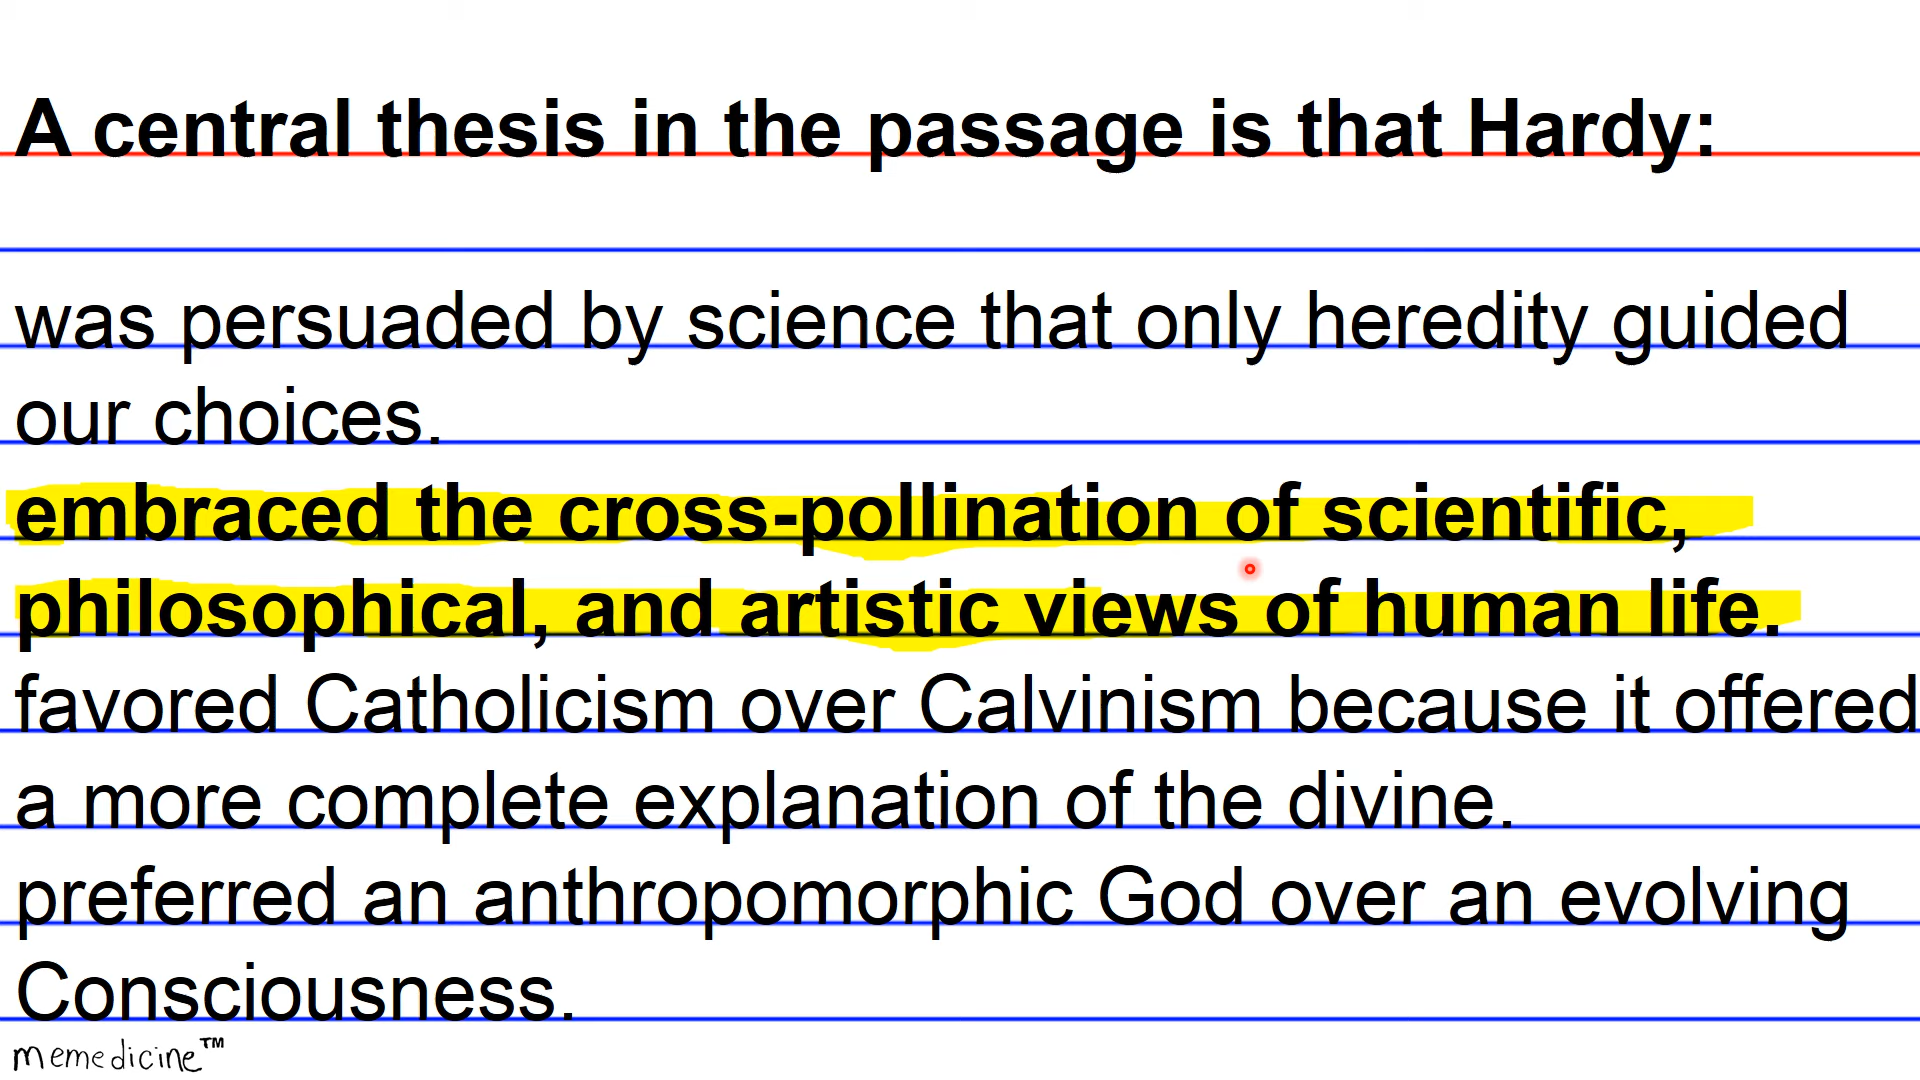 A central thesis in the passage is that Hardy:
was persuaded by science that only heredity guided
our choices.
embraced the cross-pollination of scientific,
philosophical, and artistic views of human life.
favored Catholicism over Calvinism because it offered
a more complete explanation of the divine.
preferred an anthropomorphic God over an evolving
Consciousness.
memedicine™